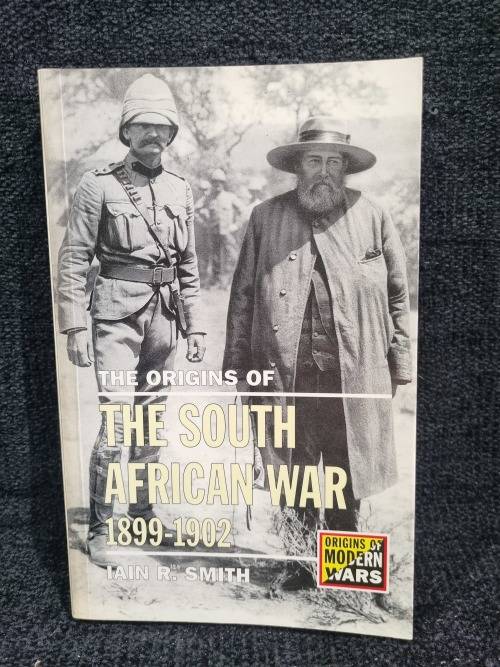 THE ORIGINS OF
THE SOUTH
AFRICAN WAR
1899-1902
IAIN R. SMITH
ORIGINS OF
MODERN
WARS